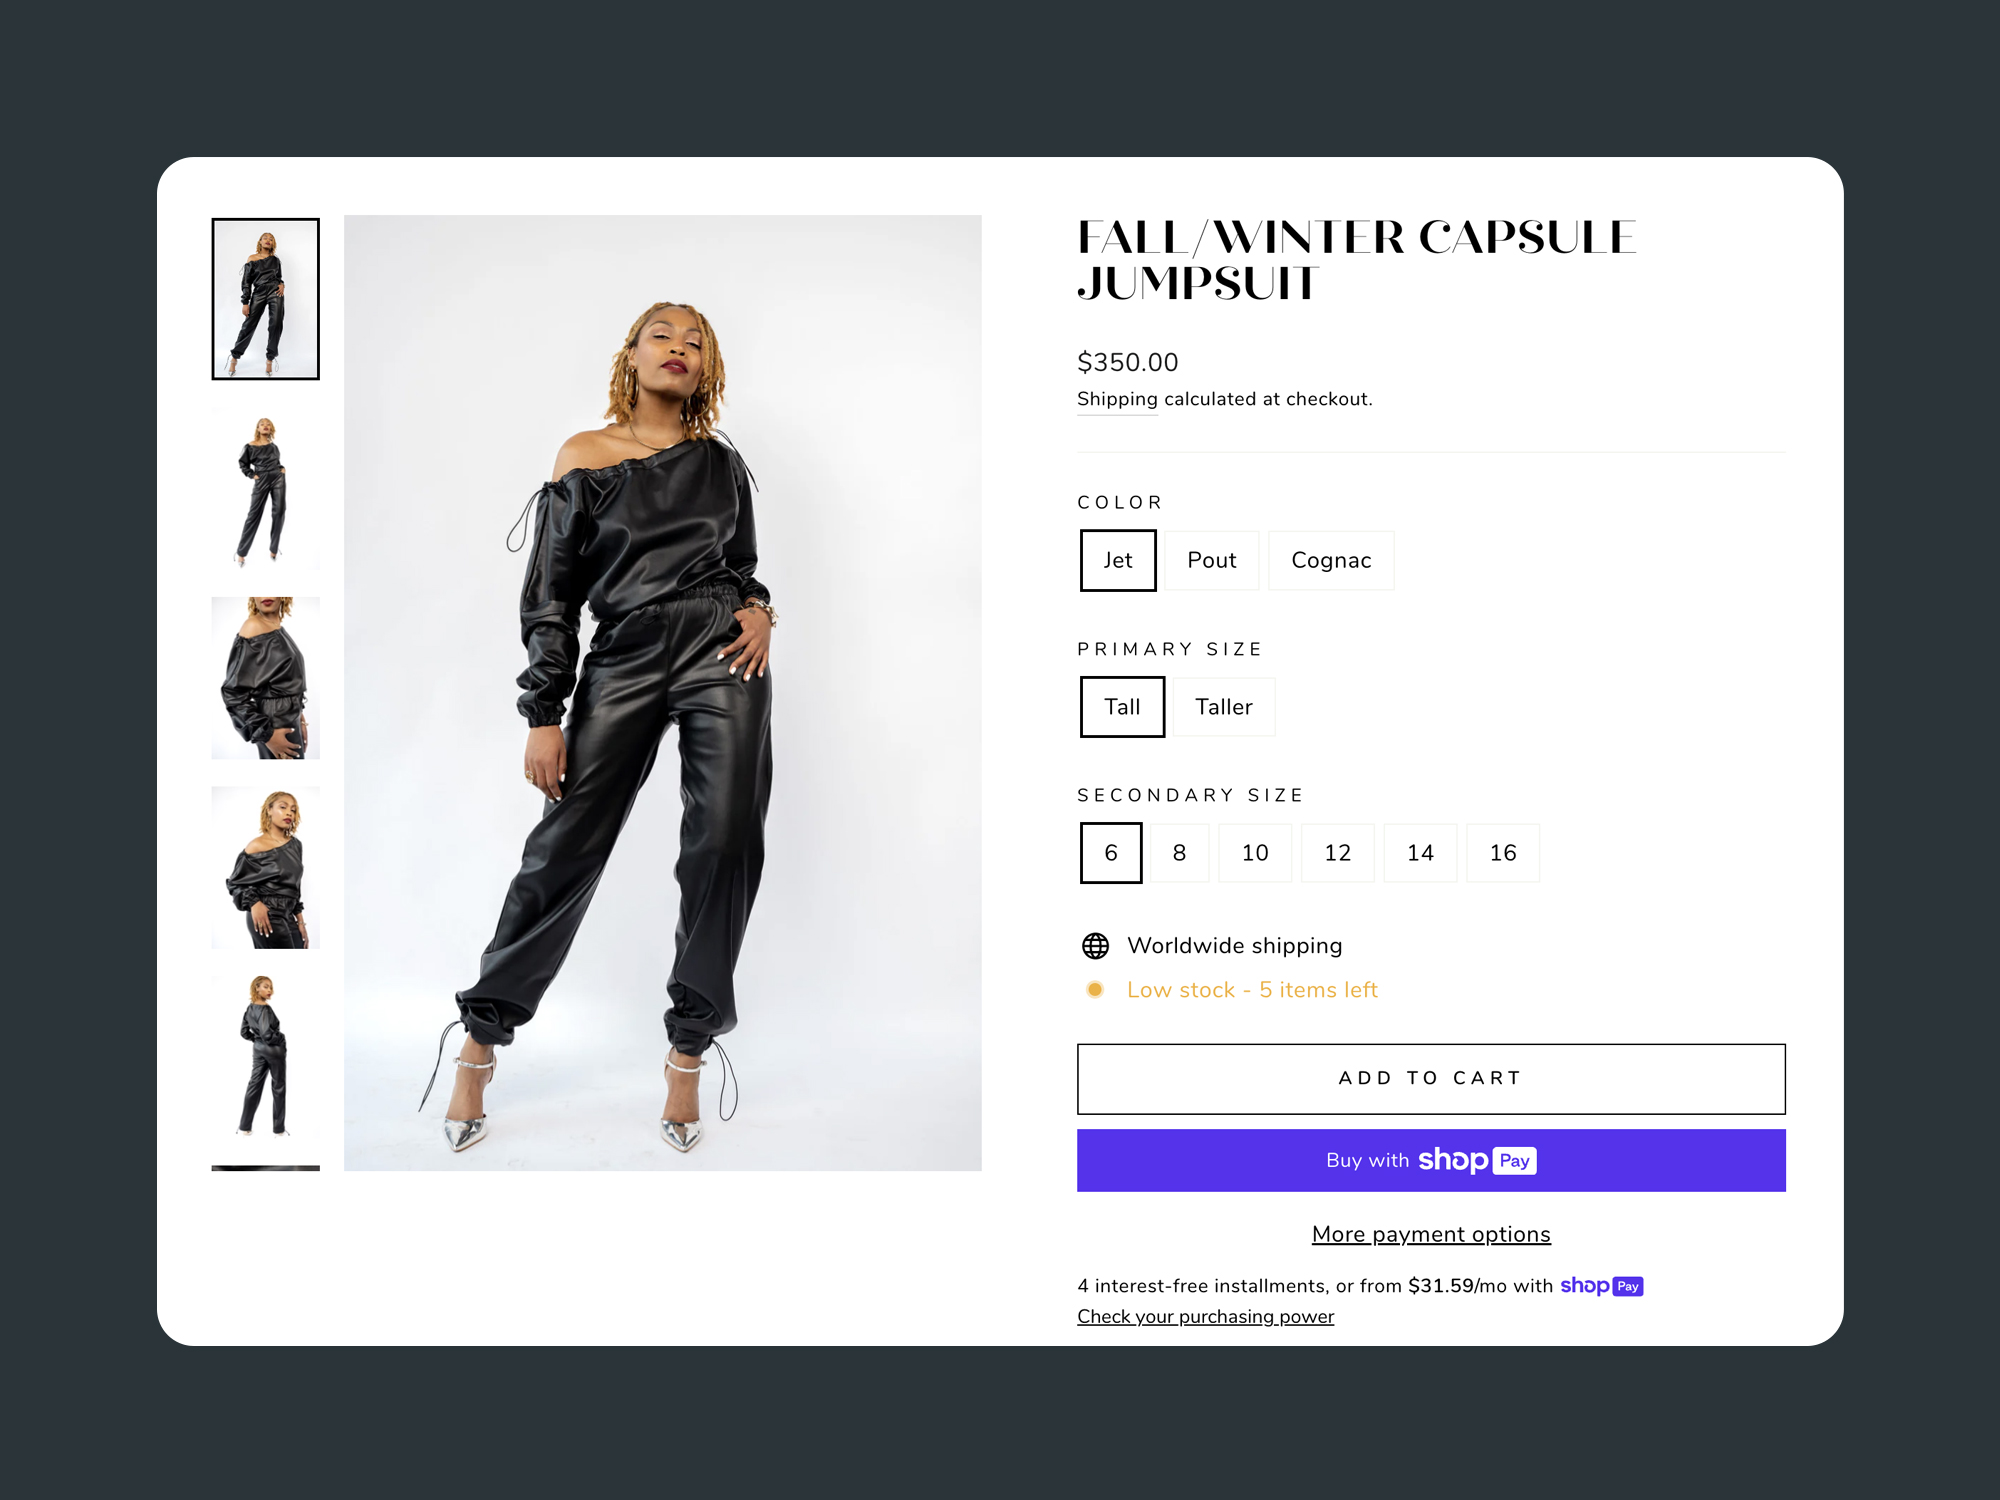 FALL/WINTER CAPSULE
JUMPSUIT
$350.00
Shipping calculated at checkout.
COLOR
Jet
Pout
Cognac
PRIMARY SIZE
Tall
Taller
SECONDARY SIZE
6
8
10
12
14
16
Worldwide shipping
Low stock - 5 items left
ADD TO CART
Buy with shop Pay
More payment options
4 interest-free installments, or from $31.59/mo with shop Pay
Check your purchasing power